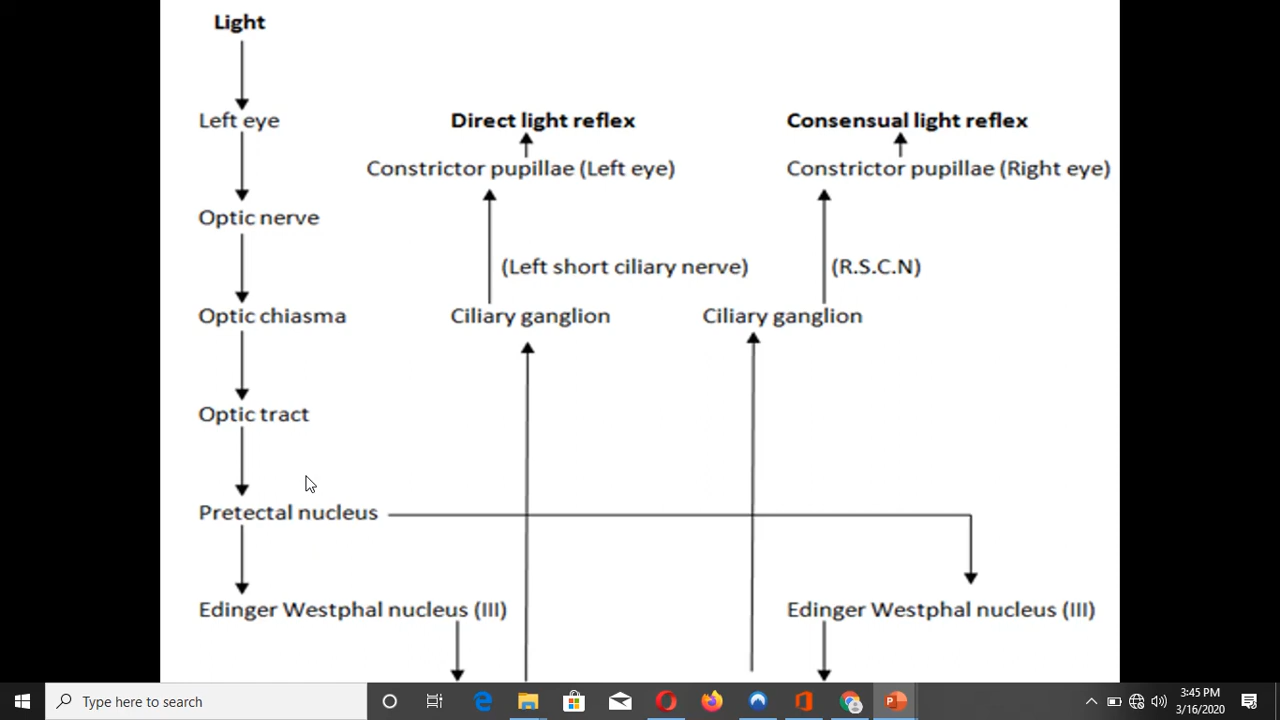 Light
Left eye
Direct light reflex
Consensual light reflex
Constrictor pupillae (Left eye)
Constrictor pupillae (Right eye)
Optic nerve
(Left short ciliary nerve)
(R.S.C.N)
Optic chiasma
Ciliary ganglion
Ciliary ganglion
Optic tract
Pretectal nucleus
Edinger Westphal nucleus (III)
Edinger Westphal nucleus (III)
Type here to search
3:45 PM
3/16/2020